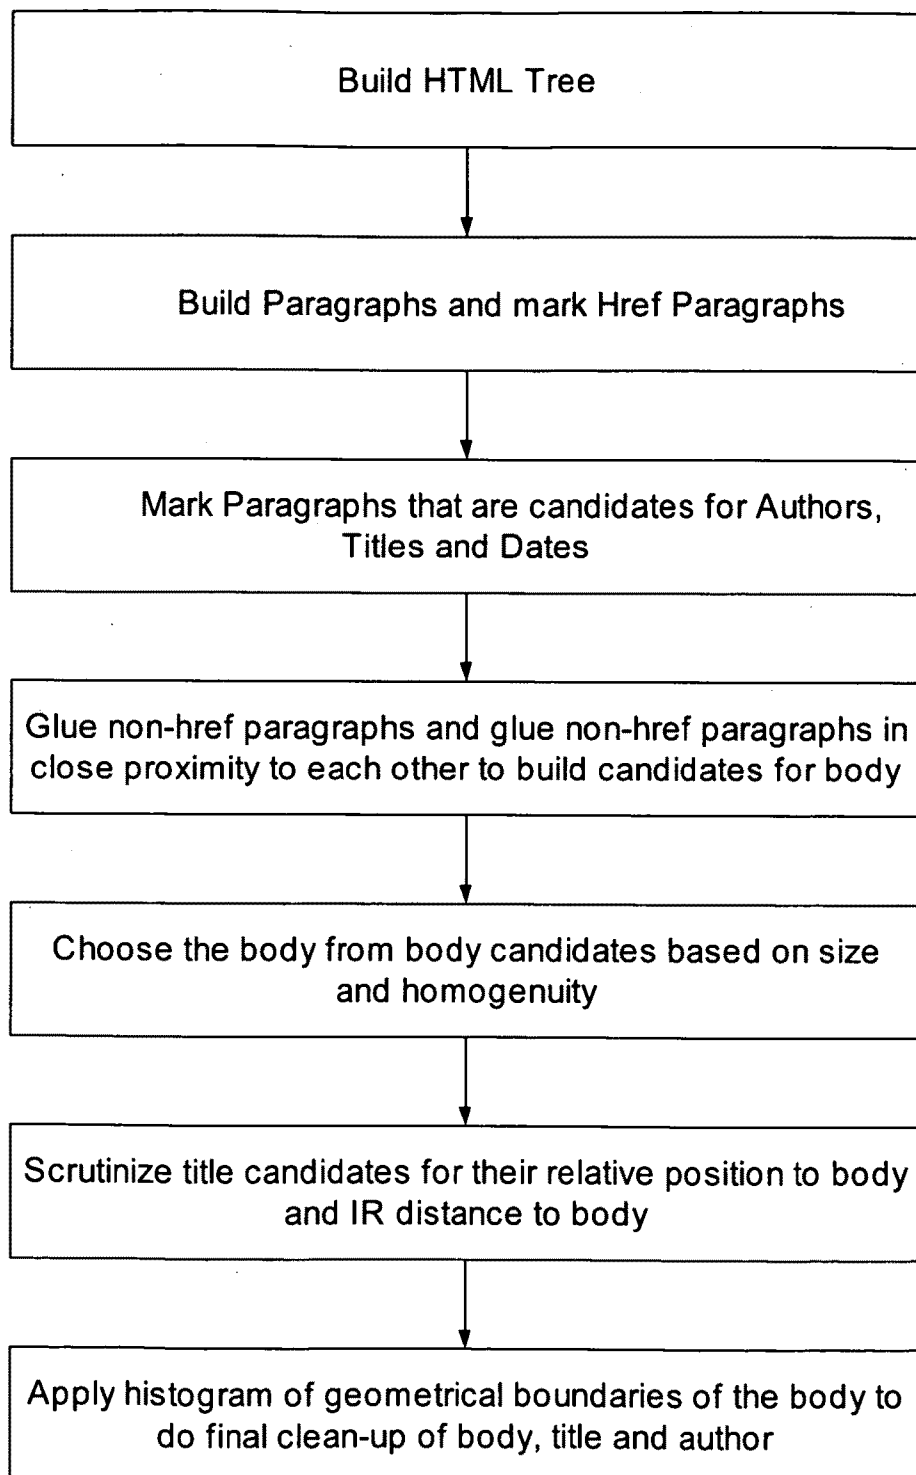 Build HTML Tree
Build Paragraphs and mark Href Paragraphs
Mark Paragraphs that are candidates for Authors,
Titles and Dates
Glue non-href paragraphs and glue non-href paragraphs in
close proximity to each other to build candidates for body
Choose the body from body candidates based on size
and homogenuity
Scrutinize title candidates for their relative position to body
and IR distance to body
Apply histogram of geometrical boundaries of the body to
do final clean-up of body, title and author